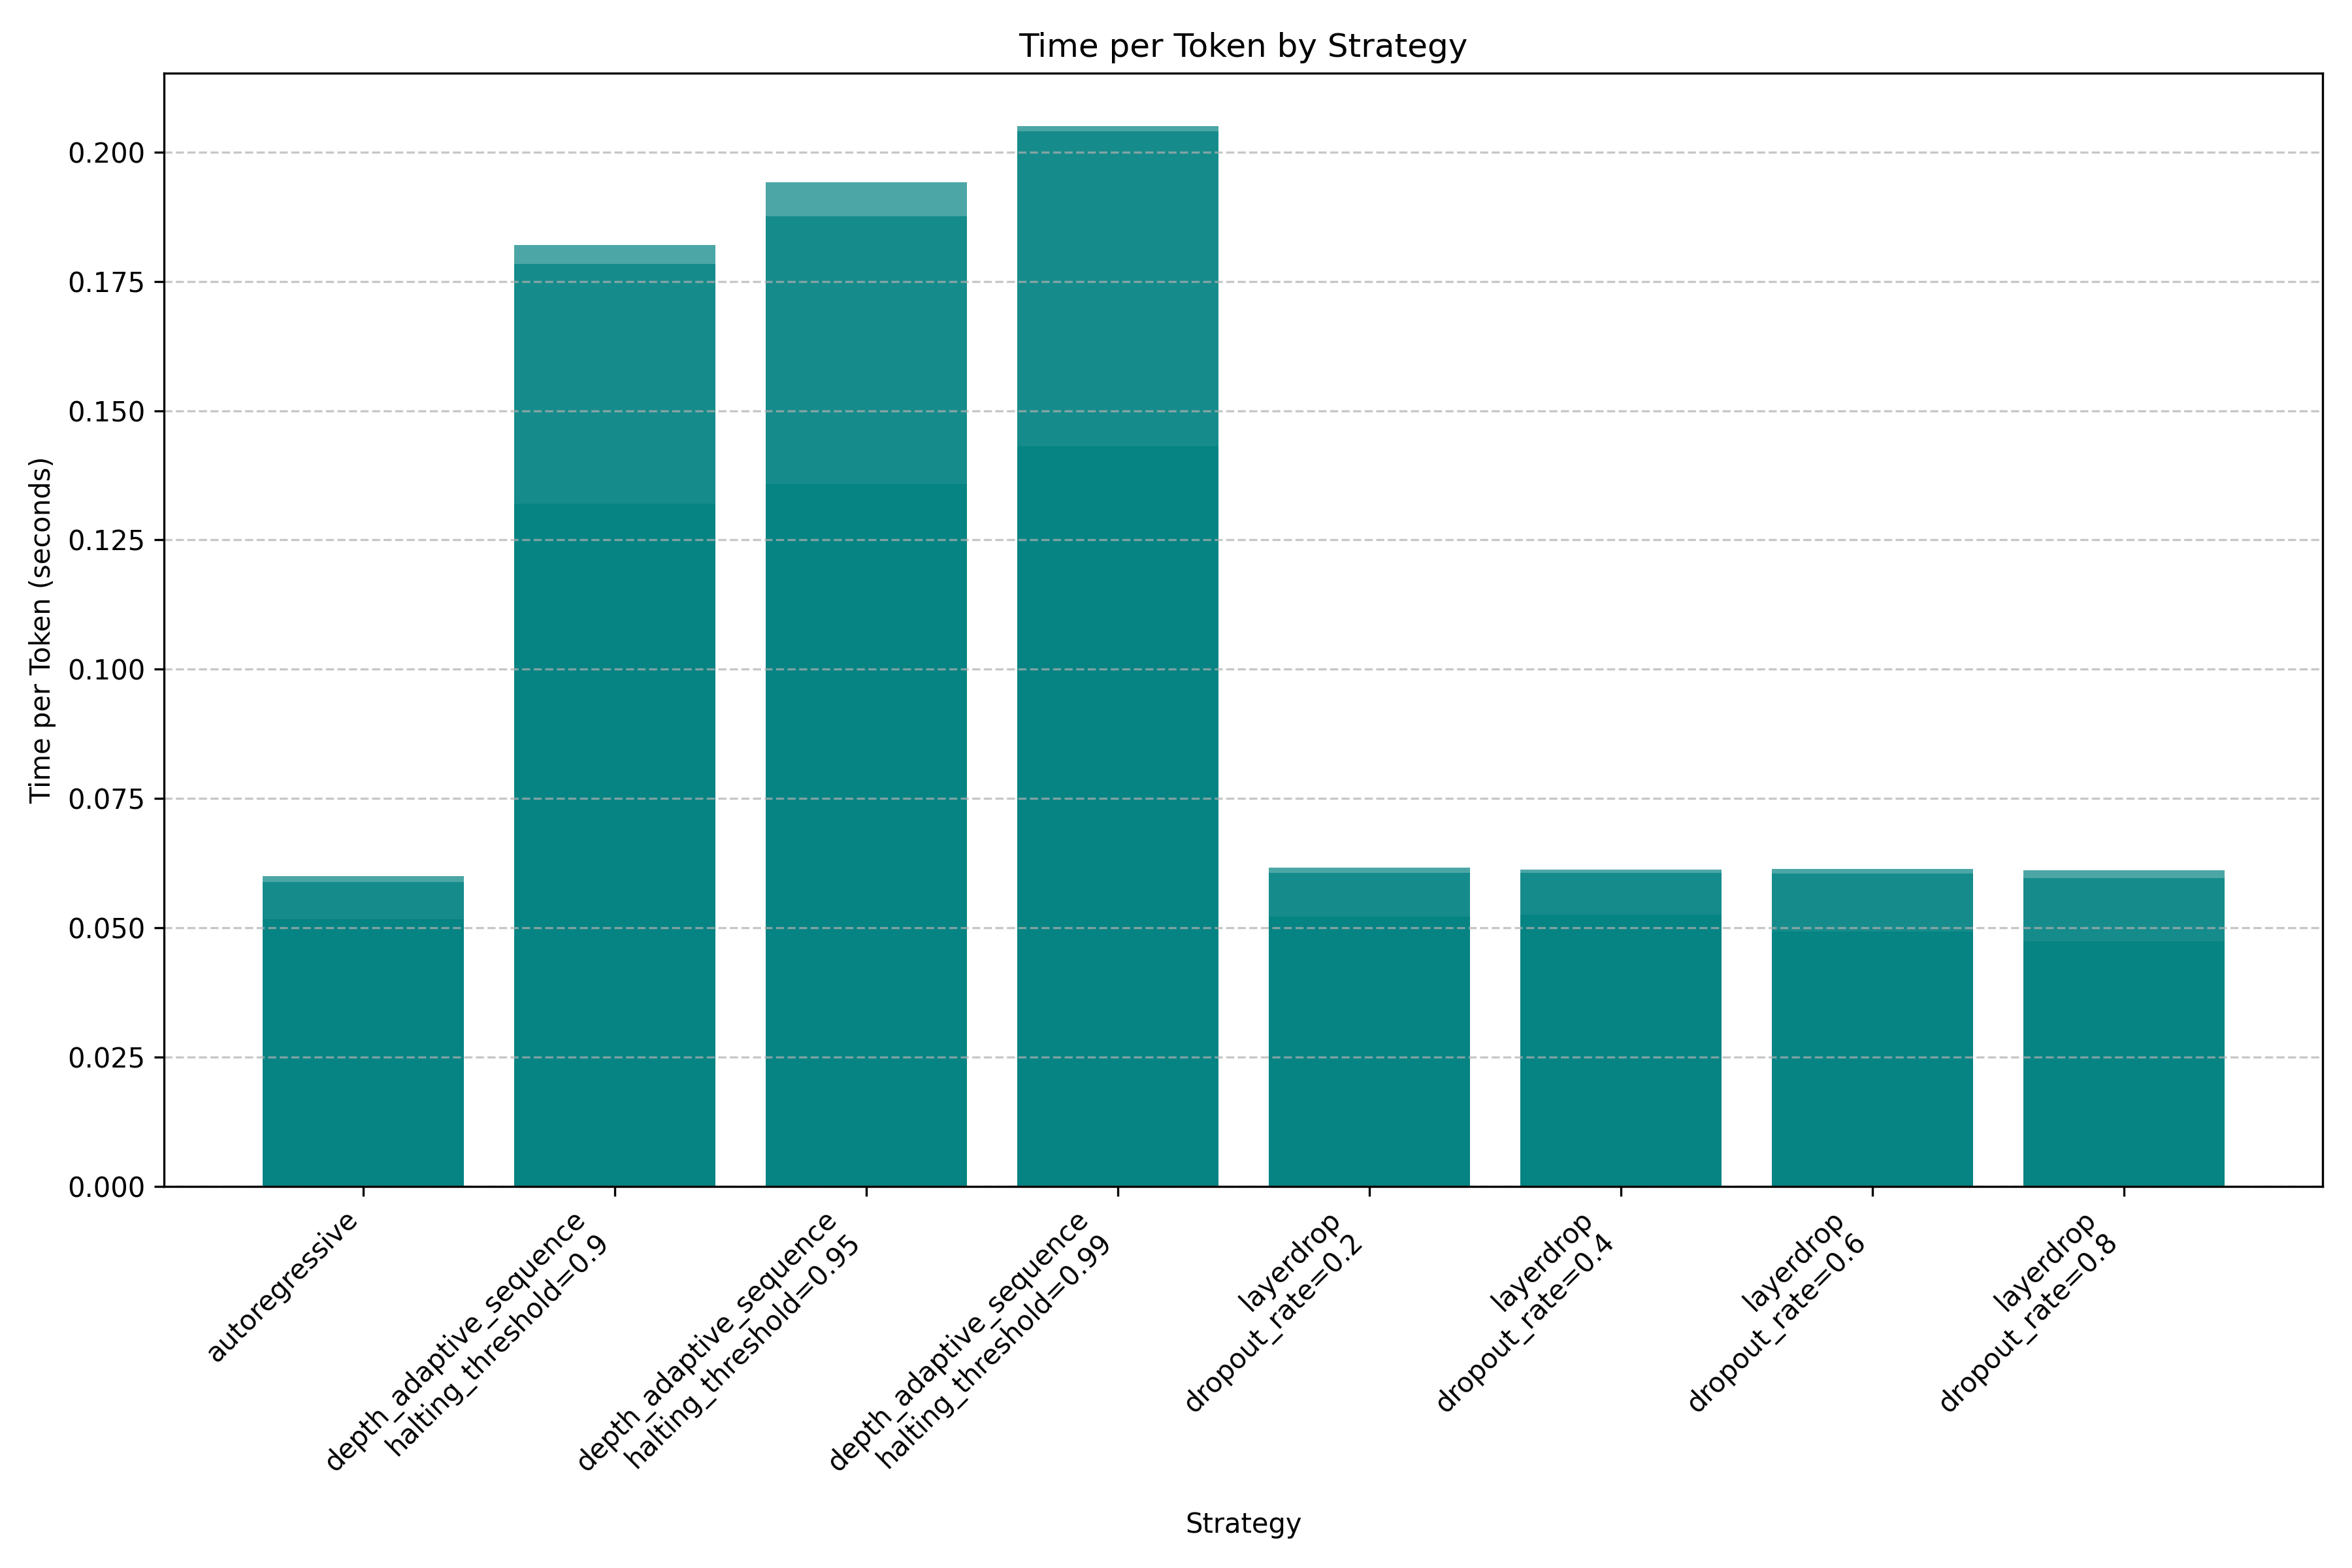 Time per Token by Strategy
Time per Token (seconds)
0.200
0.175
0.150
0.125
0.100
0.075
0.050
0.025
0.000
autoregressive
depth_adaptive_sequence
halting_threshold=0.9
depth_adaptive_sequence
halting_threshold=0.95
depth_adaptive_sequence
halting_threshold=0.99
layerdrop
dropout_rate=0.2
layerdrop
dropout_rate=0.4
layerdrop
dropout_rate=0.6
layerdrop
dropout_rate=0.8
Strategy